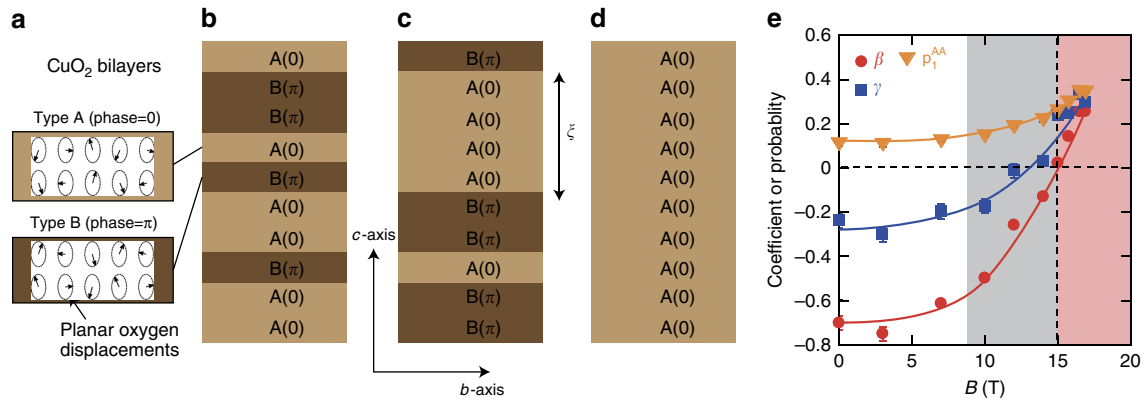 a
CuO₂ bilayers
Type A (phase=0)
Type B (phase=π)
Planar oxygen
displacements
b
A(0)
B(π)
B(π)
A(0)
B(π)
A(0)
A(0)
B(π)
A(0)
A(0)
c-axis
b-axis
c
B(π)
A(0)
A(0)
A(0)
A(0)
B(π)
B(π)
A(0)
B(π)
B(π)
ξ
d
A(0)
A(0)
A(0)
A(0)
A(0)
A(0)
A(0)
A(0)
A(0)
A(0)
e
β p₁ᴬᴬ
γ
Coefficient or probablity
0.6
0.4
0.2
0
−0.2
−0.4
−0.6
−0.8
0 5 10 15 20
B (T)